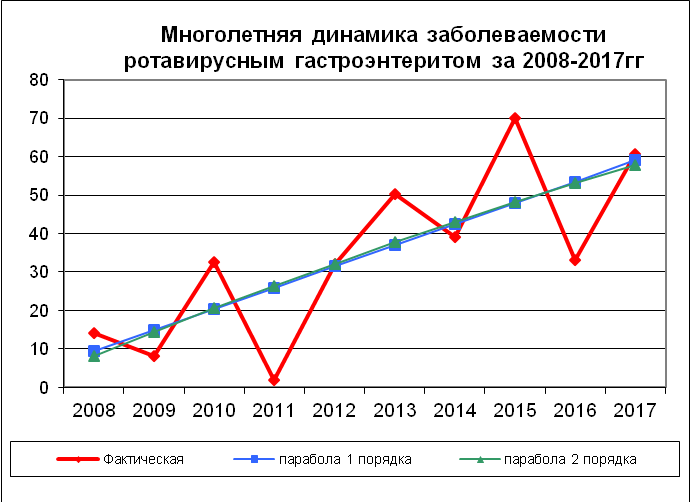 Многолетняя динамика заболеваемости
ротавирусным гастроэнтеритом за 2008-2017гг
80
70
60
50
40
30
20
10
0
2008 2009 2010 2011 2012 2013 2014 2015 2016 2017
Фактическая парабола 1 порядка парабола 2 порядка